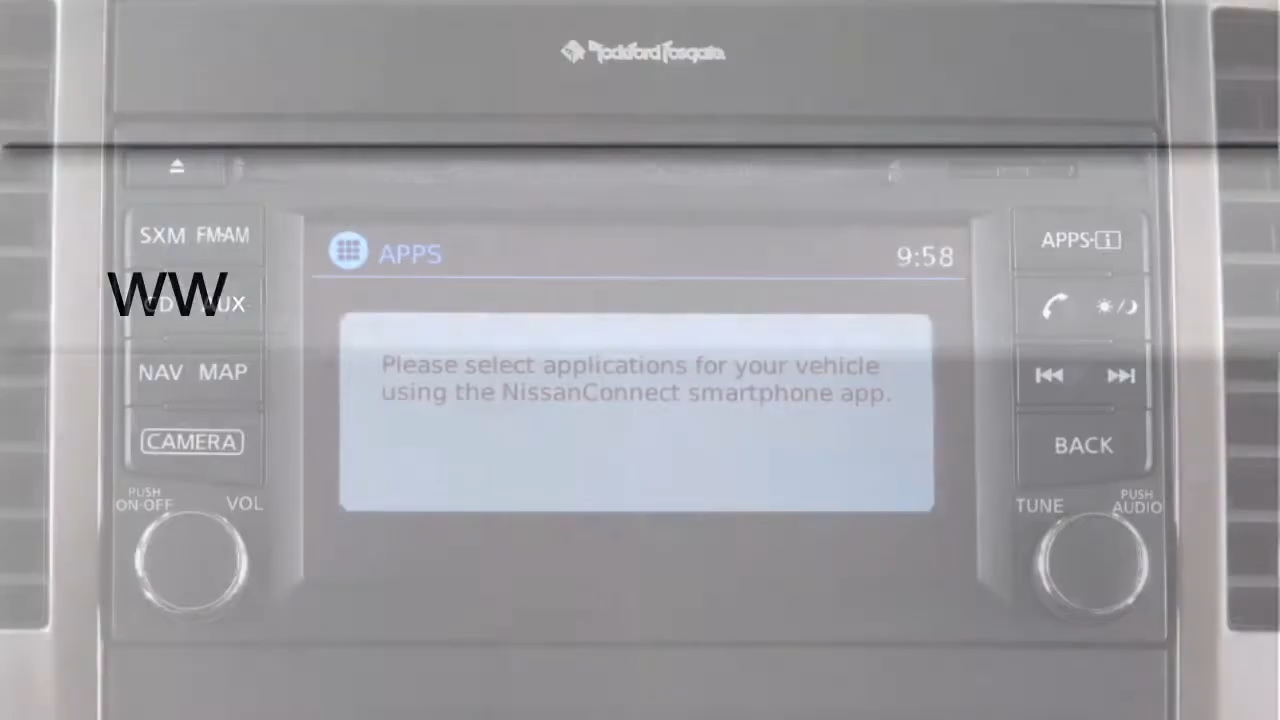 Rockford Fosgate
SXM FM·AM
APPS·i
APPS
9:58
WW
CD AUX
NAV MAP
Please select applications for your vehicle
using the NissanConnect smartphone app.
CAMERA
BACK
PUSH
ON·OFF
VOL
TUNE
PUSH
AUDIO